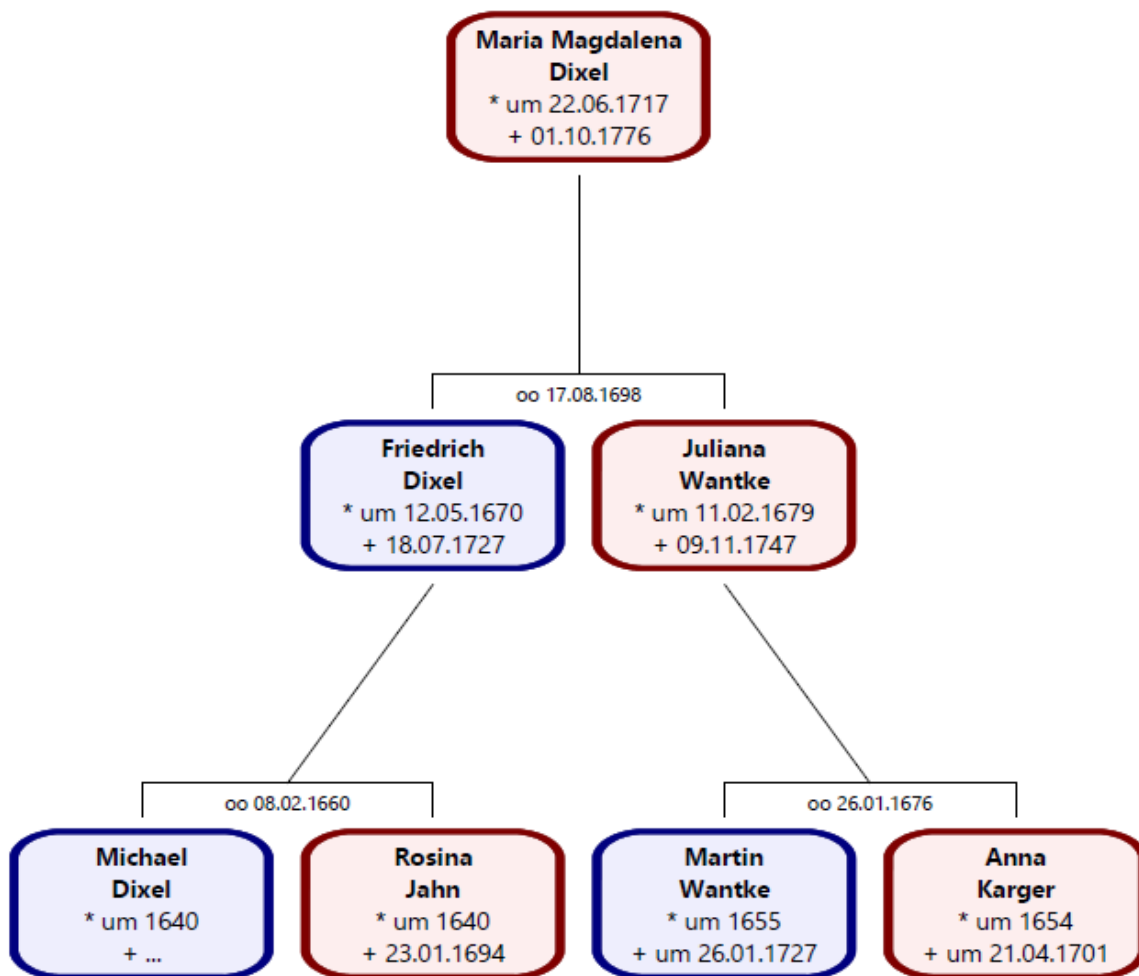 Maria Magdalena
Dixel
* um 22.06.1717
+ 01.10.1776
oo 17.08.1698
Friedrich
Dixel
* um 12.05.1670
+ 18.07.1727
Juliana
Wantke
* um 11.02.1679
+ 09.11.1747
oo 08.02.1660
oo 26.01.1676
Michael
Dixel
* um 1640
+ ...
Rosina
Jahn
* um 1640
+ 23.01.1694
Martin
Wantke
* um 1655
+ um 26.01.1727
Anna
Karger
* um 1654
+ um 21.04.1701